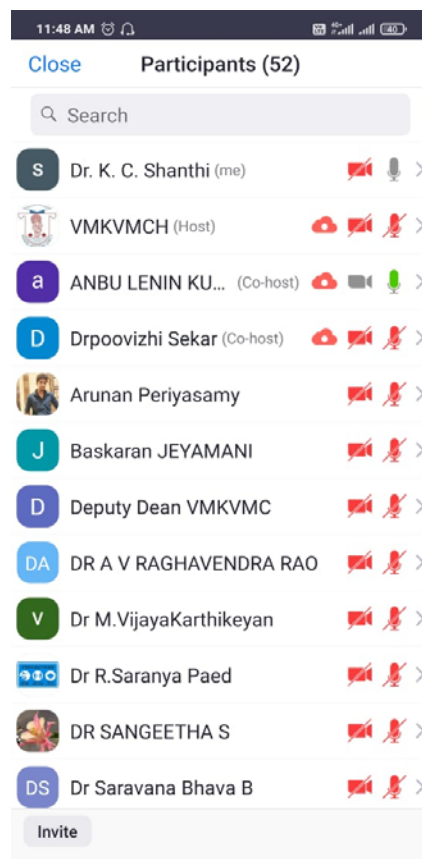 11:48 AM 40
Close Participants (52)
Search
S Dr. K. C. Shanthi (me)
VMKVMCH (Host)
a ANBU LENIN KU... (Co-host)
D Drpoovizhi Sekar (Co-host)
Arunan Periyasamy
J Baskaran JEYAMANI
D Deputy Dean VMKVMC
DA DR A V RAGHAVENDRA RAO
V Dr M.VijayaKarthikeyan
Dr R.Saranya Paed
DR SANGEETHA S
DS Dr Saravana Bhava B
Invite